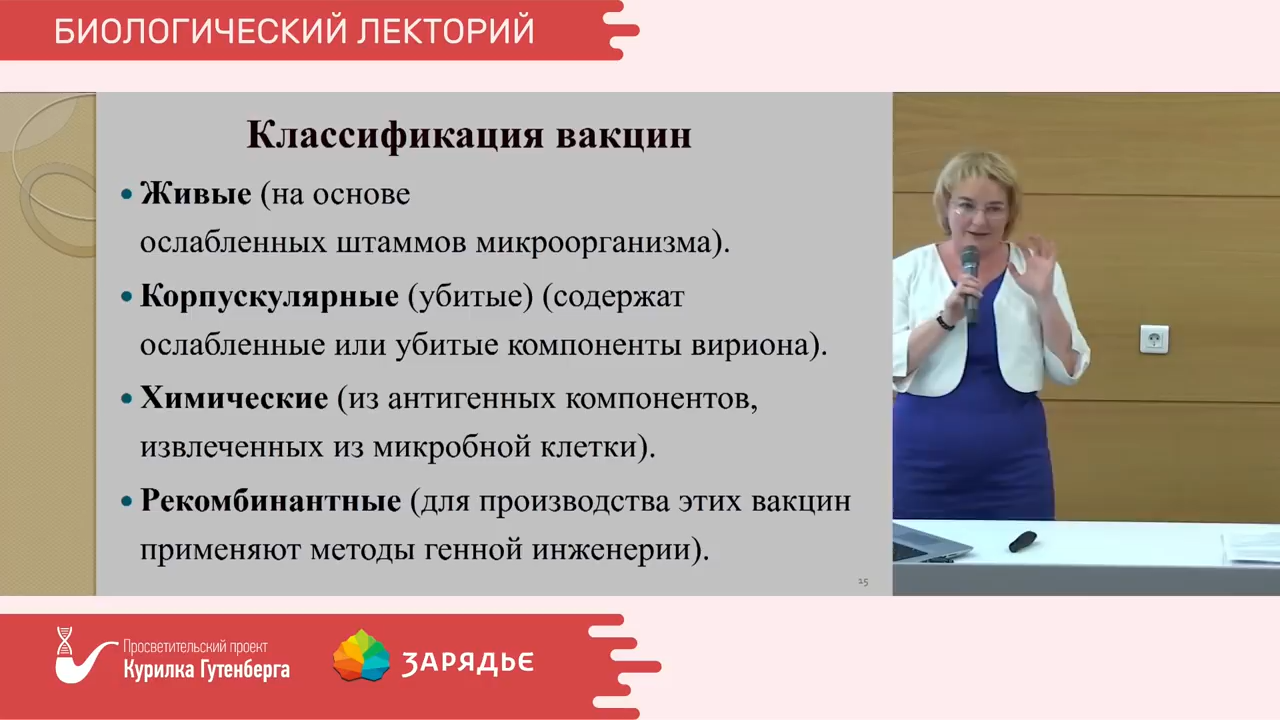 БИОЛОГИЧЕСКИЙ ЛЕКТОРИЙ
Классификация вакцин
• Живые (на основе
ослабленных штаммов микроорганизма).
• Корпускулярные (убитые) (содержат
ослабленные или убитые компоненты вириона).
• Химические (из антигенных компонентов,
извлеченных из микробной клетки).
• Рекомбинантные (для производства этих вакцин
применяют методы генной инженерии).
15
Просветительский проект
Курилка Гутенберга
ЗАРЯДЬЕ